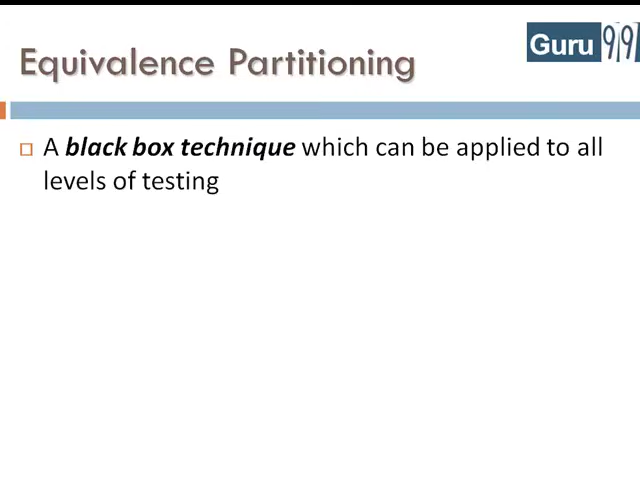 Equivalence Partitioning
Guru99
A black box technique which can be applied to all
levels of testing